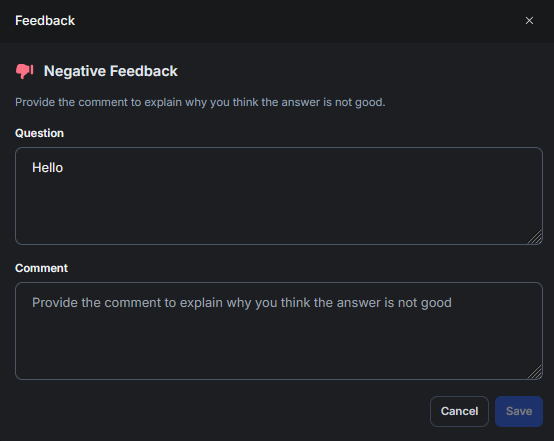 Feedback
Negative Feedback
Provide the comment to explain why you think the answer is not good.
Question
Hello
Comment
Provide the comment to explain why you think the answer is not good
Cancel Save